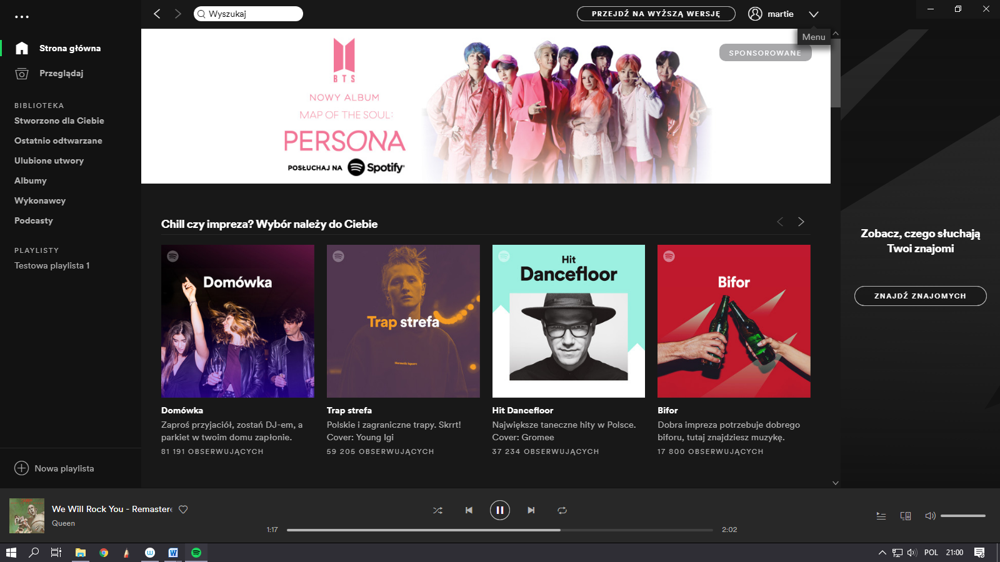 Wyszukaj
PRZEJDŹ NA WYŻSZĄ WERSJĘ
martie
Menu
Strona główna
Przeglądaj
BIBLIOTEKA
Stworzono dla Ciebie
Ostatnio odtwarzane
Ulubione utwory
Albumy
Wykonawcy
Podcasty
PLAYLISTY
Testowa playlista 1
Nowa playlista
SPONSOROWANE
BTS
NOWY ALBUM
MAP OF THE SOUL:
PERSONA
POSŁUCHAJ NA Spotify
Chill czy impreza? Wybór należy do Ciebie
Domówka
Trap strefa
Hit
Dancefloor
Bifor
Domówka
Zaproś przyjaciół, zostań DJ-em, a
parkiet w twoim domu zapłonie.
81 191 OBSERWUJĄCYCH
Trap strefa
Polskie i zagraniczne trapy. Skrrt!
Cover: Young Igi
59 205 OBSERWUJĄCYCH
Hit Dancefloor
Największe taneczne hity w Polsce.
Cover: Gromee
37 234 OBSERWUJĄCYCH
Bifor
Dobra impreza potrzebuje dobrego
biforu, tutaj znajdziesz muzykę.
17 800 OBSERWUJĄCYCH
Zobacz, czego słuchają
Twoi znajomi
ZNAJDŹ ZNAJOMYCH
We Will Rock You - Remastere
Queen
1:17
2:02
POL
21:00